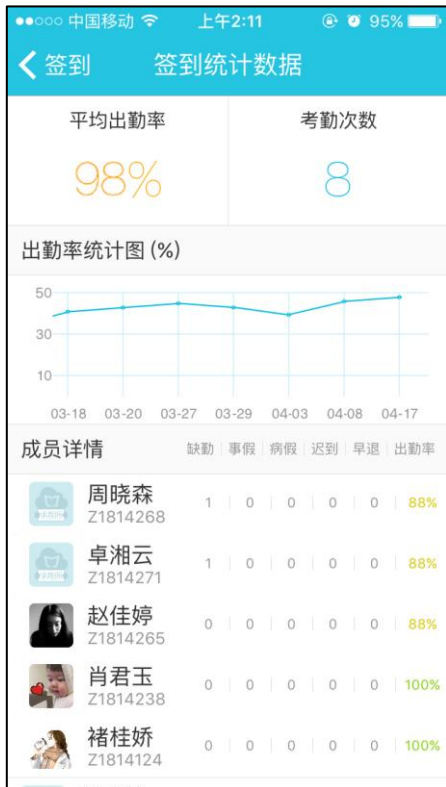 中国移动 上午2:11 95%
签到 签到统计数据
平均出勤率 考勤次数
98% 8
出勤率统计图 (%)
50
30
10
03-18 03-20 03-27 03-29 04-03 04-08 04-17
成员详情 缺勤 事假 病假 迟到 早退 出勤率
周晓森
Z1814268
1 0 0 0 0 88%
卓湘云
Z1814271
1 0 0 0 0 88%
赵佳婷
Z1814265
0 0 0 0 0 88%
肖君玉
Z1814238
0 0 0 0 0 100%
褚桂娇
Z1814124
0 0 0 0 0 100%